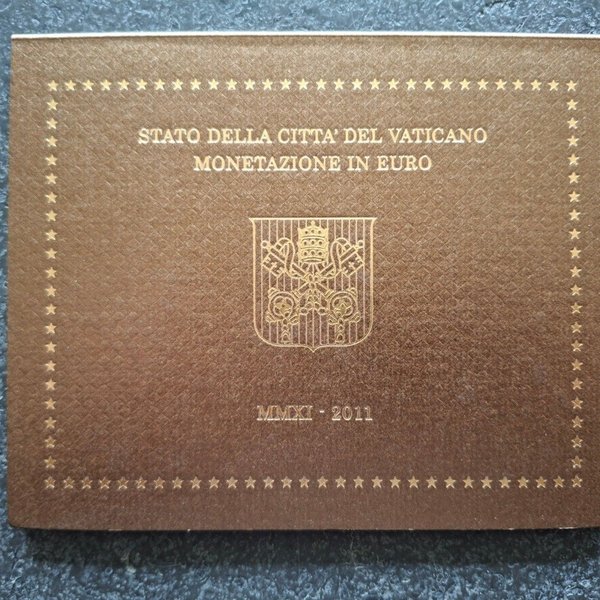 STATO DELLA CITTA' DEL VATICANO
MONETAZIONE IN EURO
MMXI - 2011